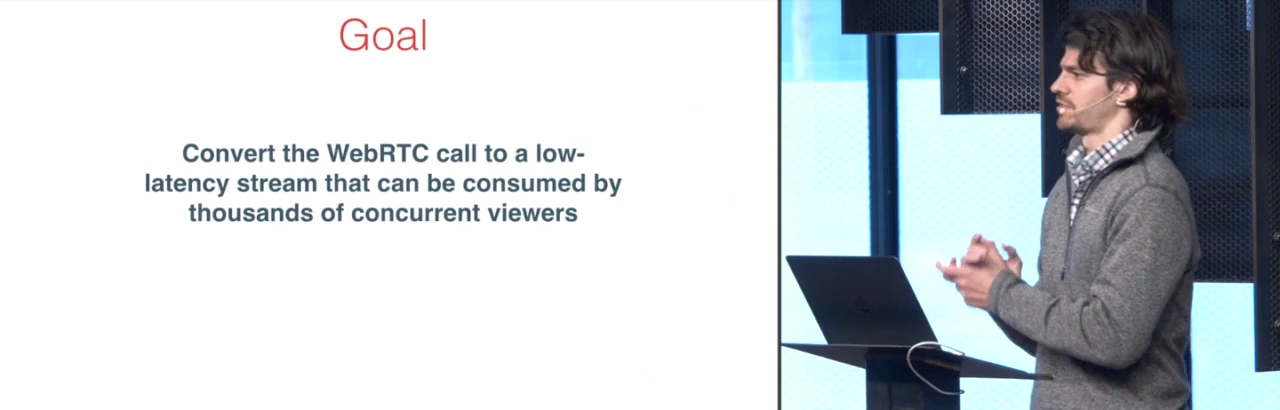 Goal
Convert the WebRTC call to a low-
latency stream that can be consumed by
thousands of concurrent viewers